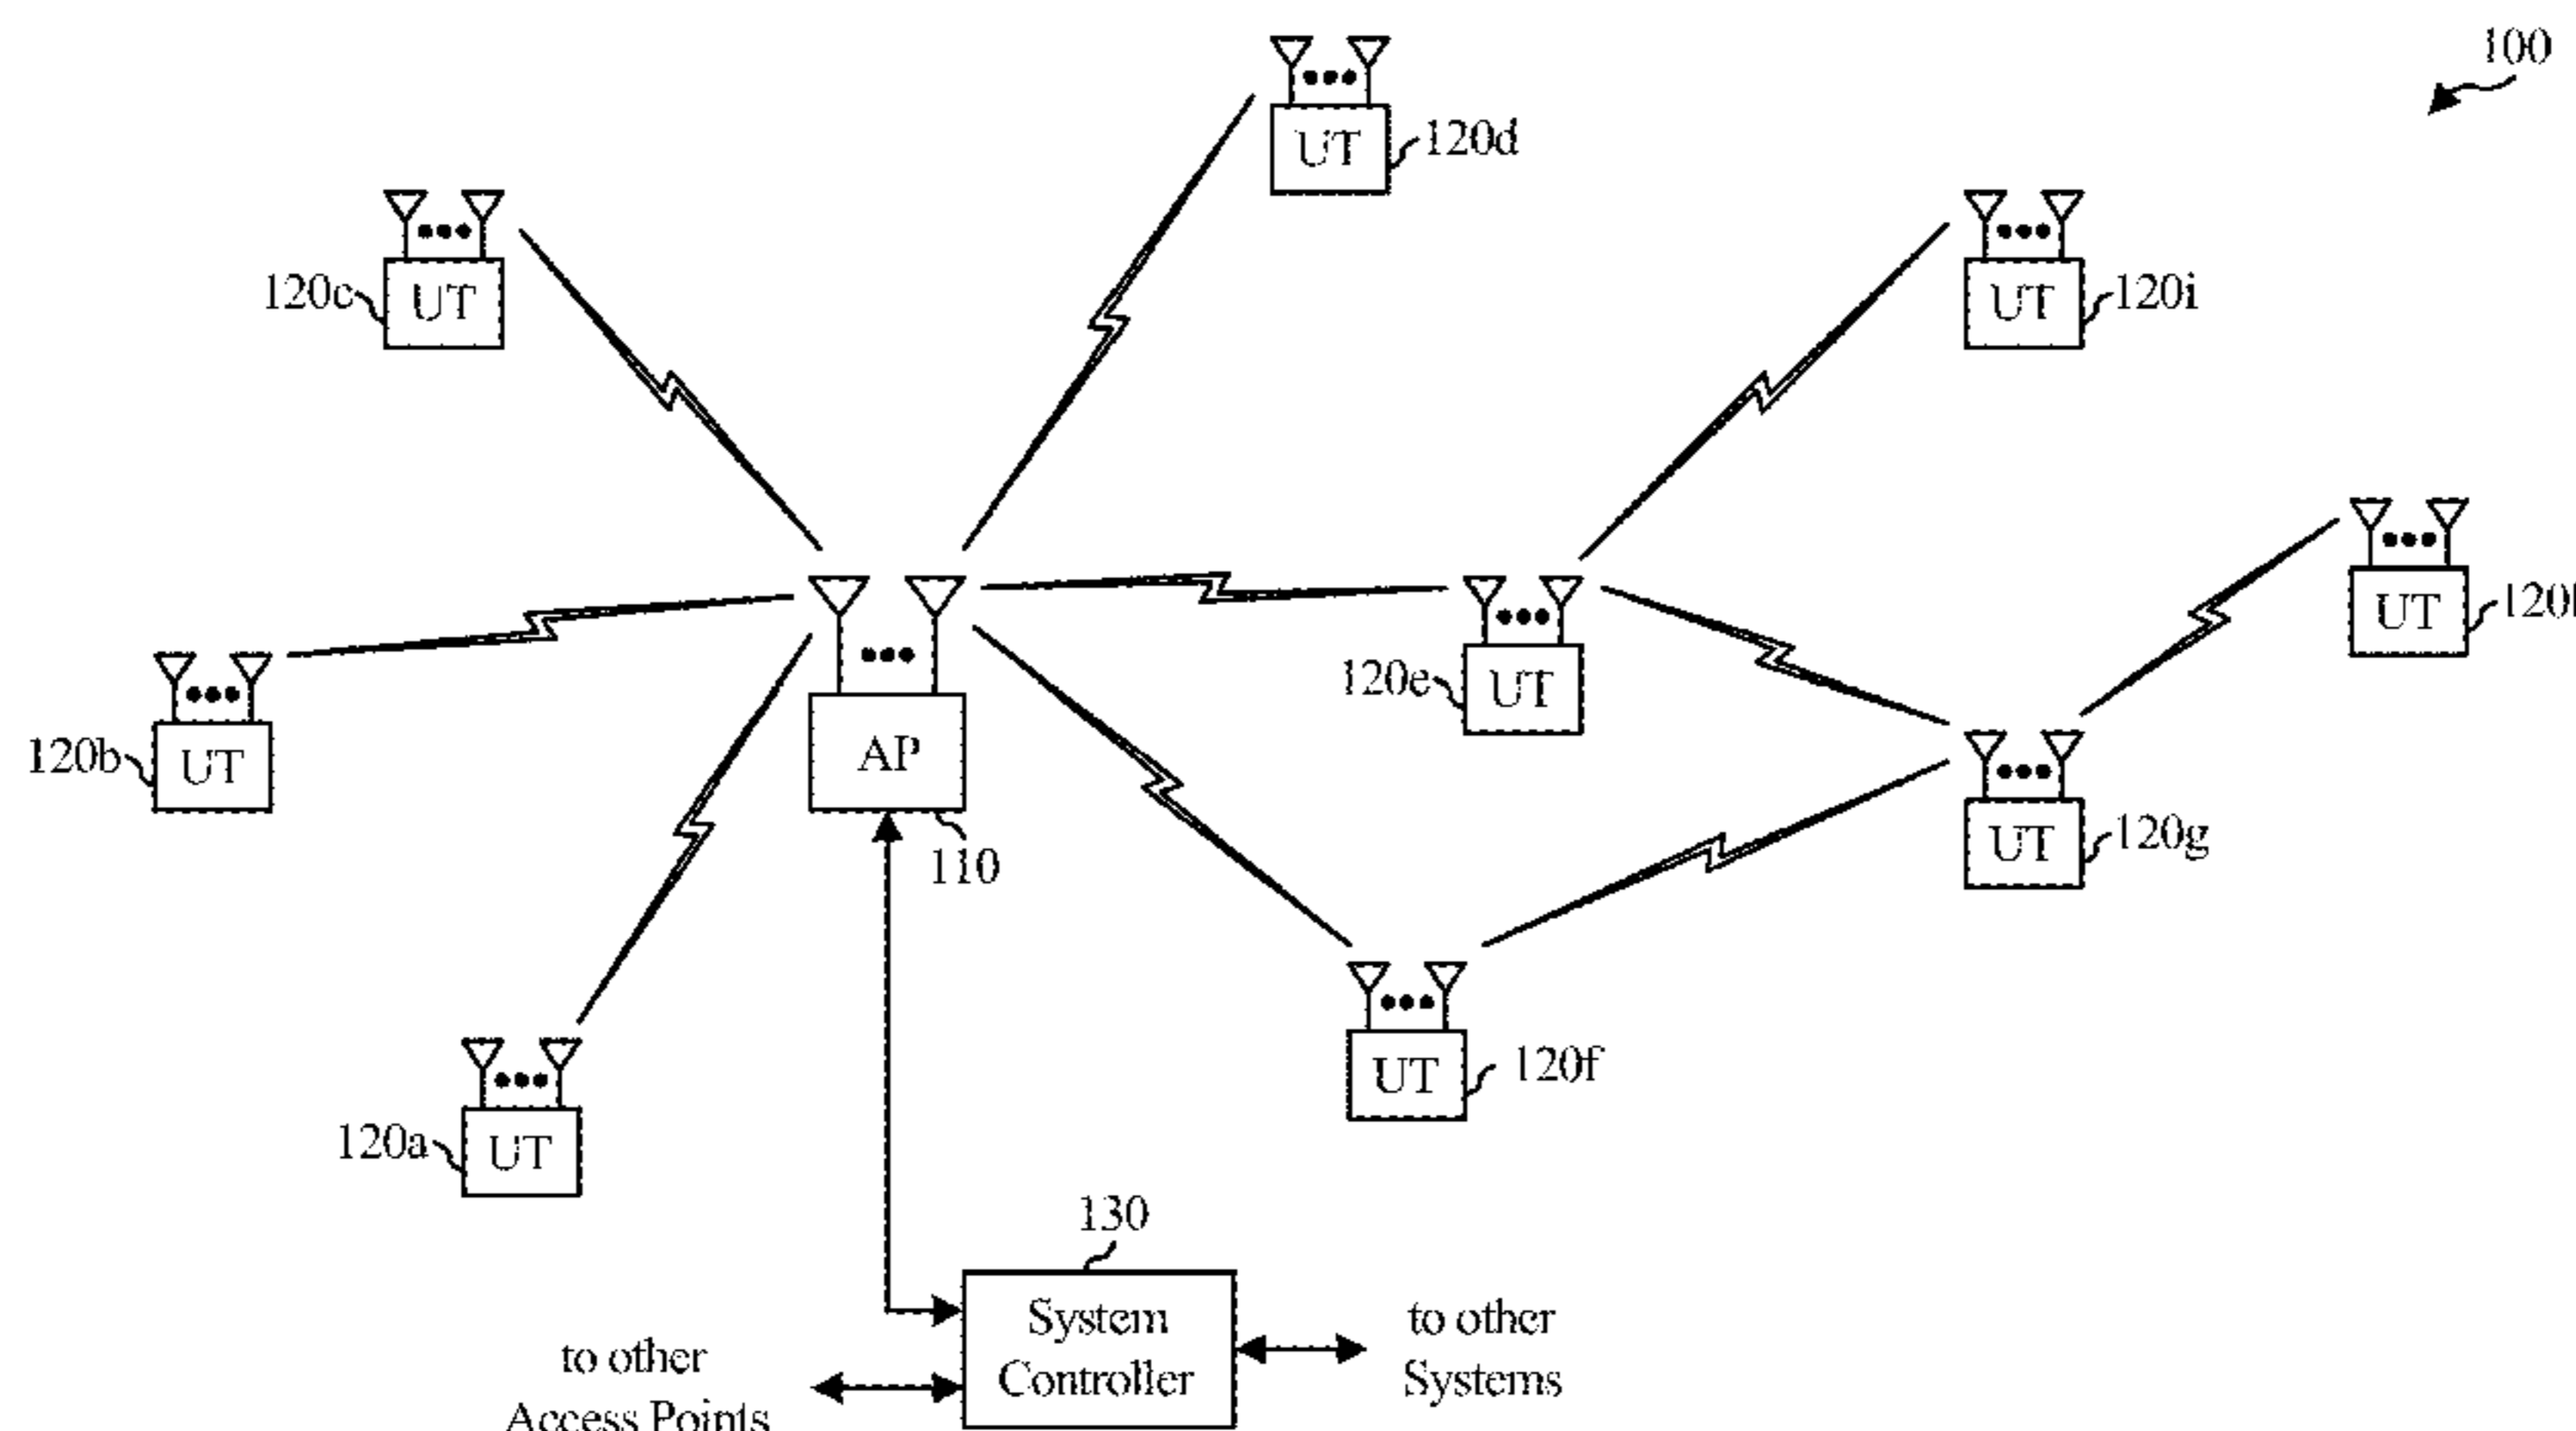 100
UT
120d
120c
UT
UT
120i
120e
UT
UT
120b
UT
AP
UT
120g
110
UT
120f
120a
UT
130
System
Controller
to other
Systems
to other
Access Points